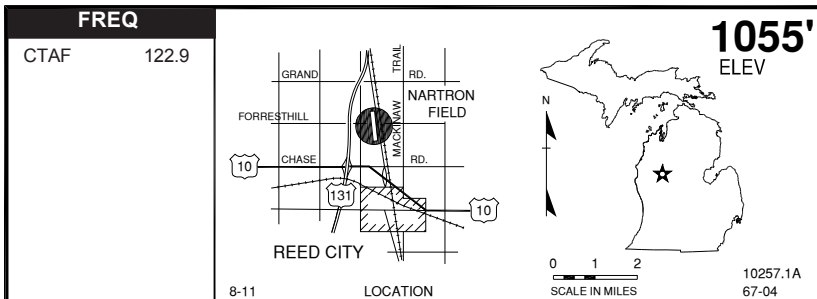 FREQ
CTAF 122.9
GRAND RD.
TRAIL
NARTRON
FIELD
FORRESTHILL
MACKINAW
CHASE RD.
10
131
10
REED CITY
8-11 LOCATION
1055'
ELEV
N
0 1 2
SCALE IN MILES
10257.1A
67-04